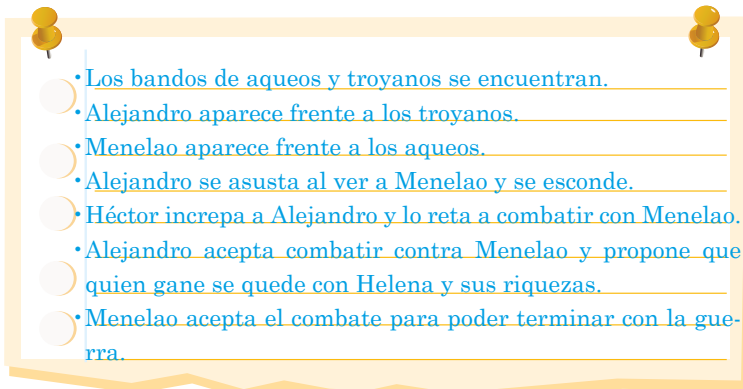 • Los bandos de aqueos y troyanos se encuentran.
• Alejandro aparece frente a los troyanos.
• Menelao aparece frente a los aqueos.
• Alejandro se asusta al ver a Menelao y se esconde.
• Héctor increpa a Alejandro y lo reta a combatir con Menelao.
• Alejandro acepta combatir contra Menelao y propone que
quien gane se quede con Helena y sus riquezas.
• Menelao acepta el combate para poder terminar con la gue-
rra.